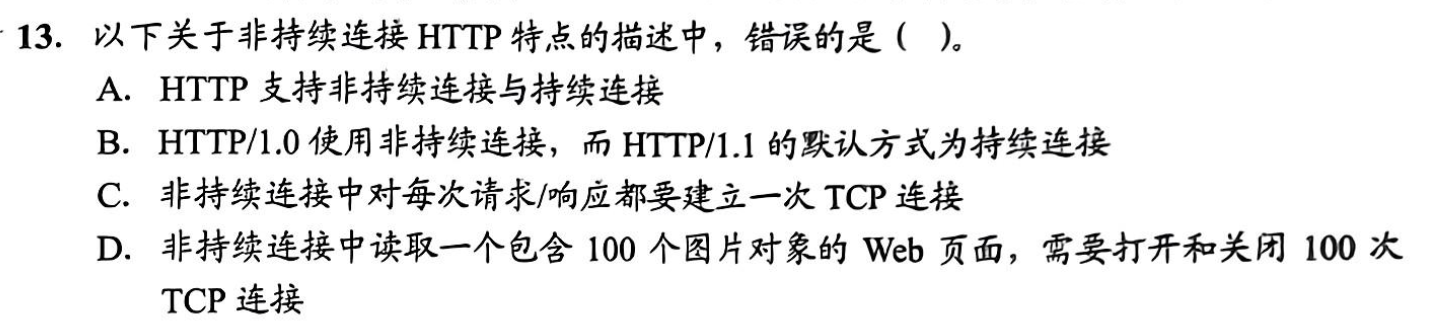 13. 以下关于非持续连接 HTTP 特点的描述中，错误的是（ ）。
A. HTTP 支持非持续连接与持续连接
B. HTTP/1.0 使用非持续连接，而 HTTP/1.1 的默认方式为持续连接
C. 非持续连接中对每次请求/响应都要建立一次 TCP 连接
D. 非持续连接中读取一个包含 100 个图片对象的 Web 页面，需要打开和关闭 100 次
TCP 连接